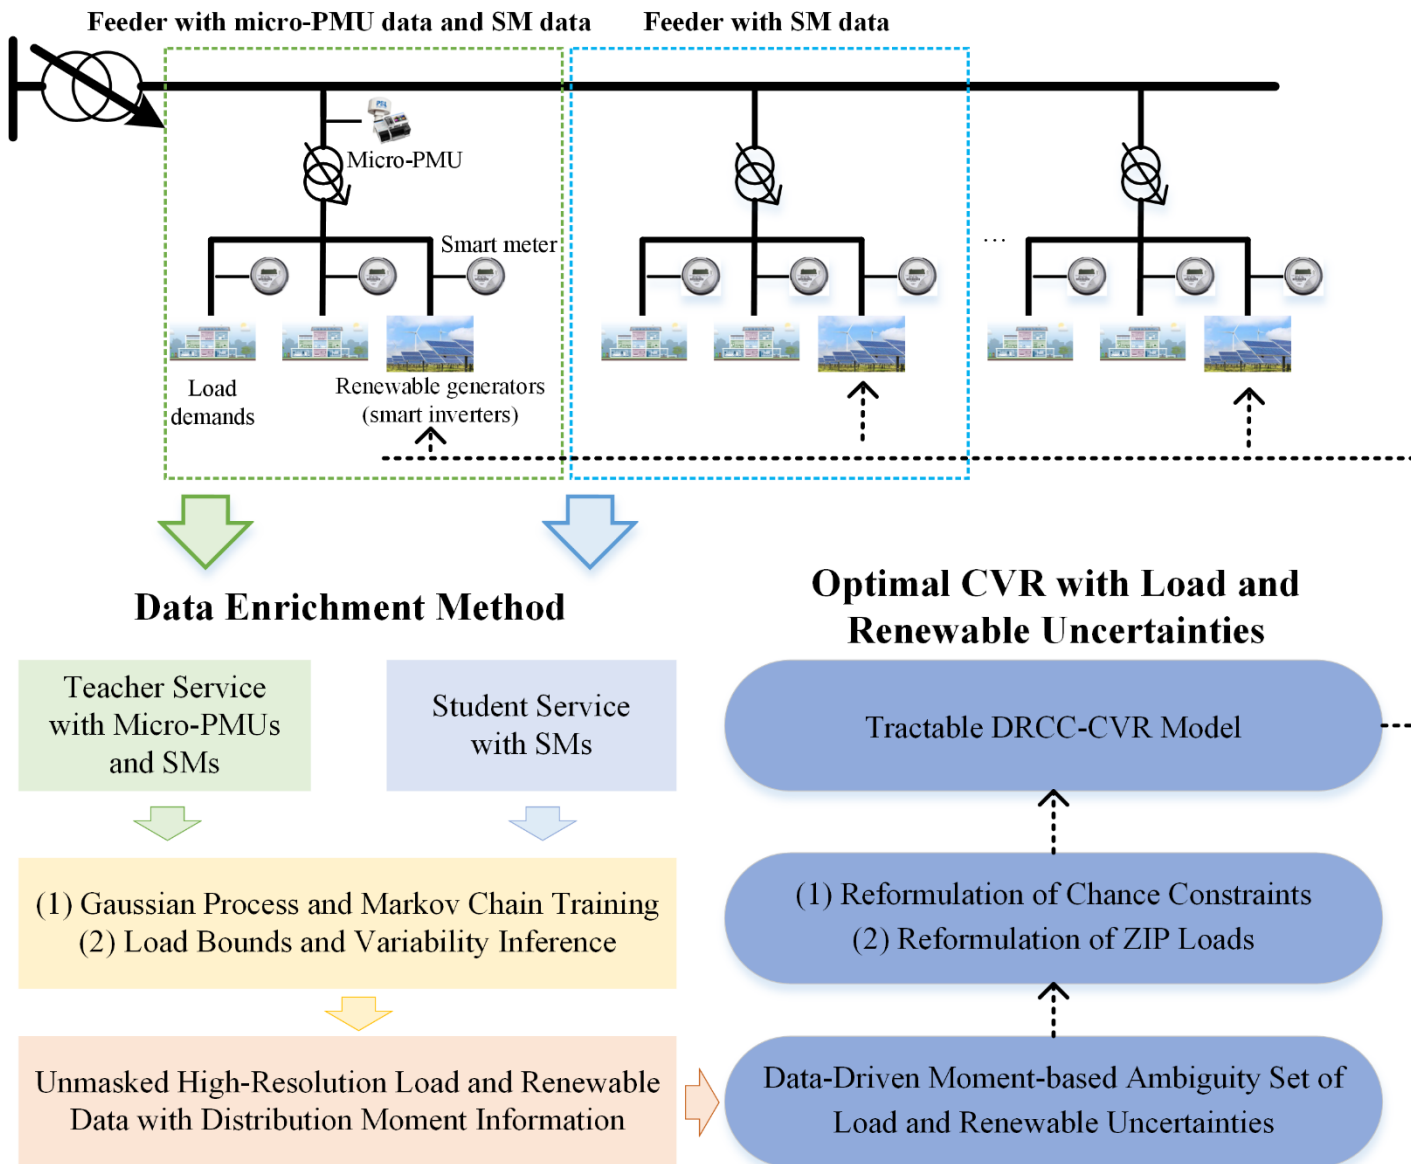 Feeder with micro-PMU data and SM data
Feeder with SM data
Micro-PMU
Smart meter
...
Load
demands
Renewable generators
(smart inverters)
Data Enrichment Method
Teacher Service
with Micro-PMUs
and SMs
Student Service
with SMs
(1) Gaussian Process and Markov Chain Training
(2) Load Bounds and Variability Inference
Unmasked High-Resolution Load and Renewable
Data with Distribution Moment Information
Optimal CVR with Load and
Renewable Uncertainties
Tractable DRCC-CVR Model
(1) Reformulation of Chance Constraints
(2) Reformulation of ZIP Loads
Data-Driven Moment-based Ambiguity Set of
Load and Renewable Uncertainties